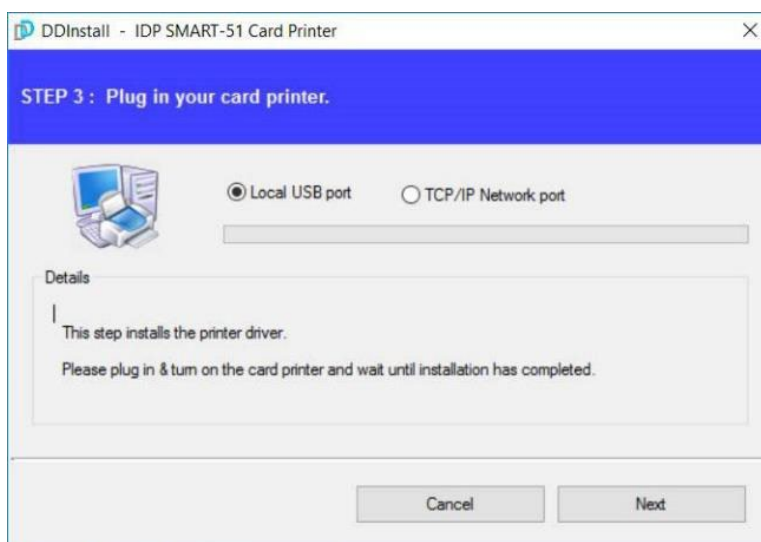 DDInstall - IDP SMART-51 Card Printer
STEP 3 : Plug in your card printer.
Local USB port
TCP/IP Network port
Details
This step installs the printer driver.
Please plug in & turn on the card printer and wait until installation has completed.
Cancel
Next